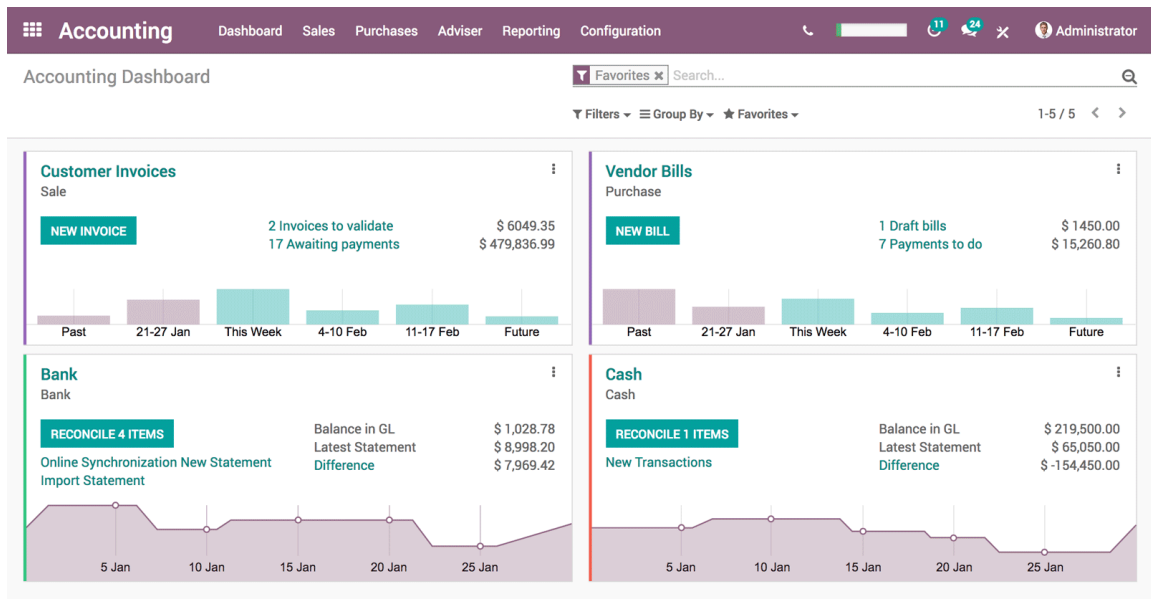 Accounting Dashboard Sales Purchases Adviser Reporting Configuration 11 24 Administrator
Accounting Dashboard
Favorites Search...
Filters Group By Favorites 1-5 / 5
Customer Invoices
Sale
NEW INVOICE
2 Invoices to validate $ 6049.35
17 Awaiting payments $ 479,836.99
Past 21-27 Jan This Week 4-10 Feb 11-17 Feb Future
Vendor Bills
Purchase
NEW BILL
1 Draft bills $ 1450.00
7 Payments to do $ 15,260.80
Past 21-27 Jan This Week 4-10 Feb 11-17 Feb Future
Bank
Bank
RECONCILE 4 ITEMS
Online Synchronization New Statement
Import Statement
Balance in GL $ 1,028.78
Latest Statement $ 8,998.20
Difference $ 7,969.42
5 Jan 10 Jan 15 Jan 20 Jan 25 Jan
Cash
Cash
RECONCILE 1 ITEMS
New Transactions
Balance in GL $ 219,500.00
Latest Statement $ 65,050.00
Difference $ -154,450.00
5 Jan 10 Jan 15 Jan 20 Jan 25 Jan